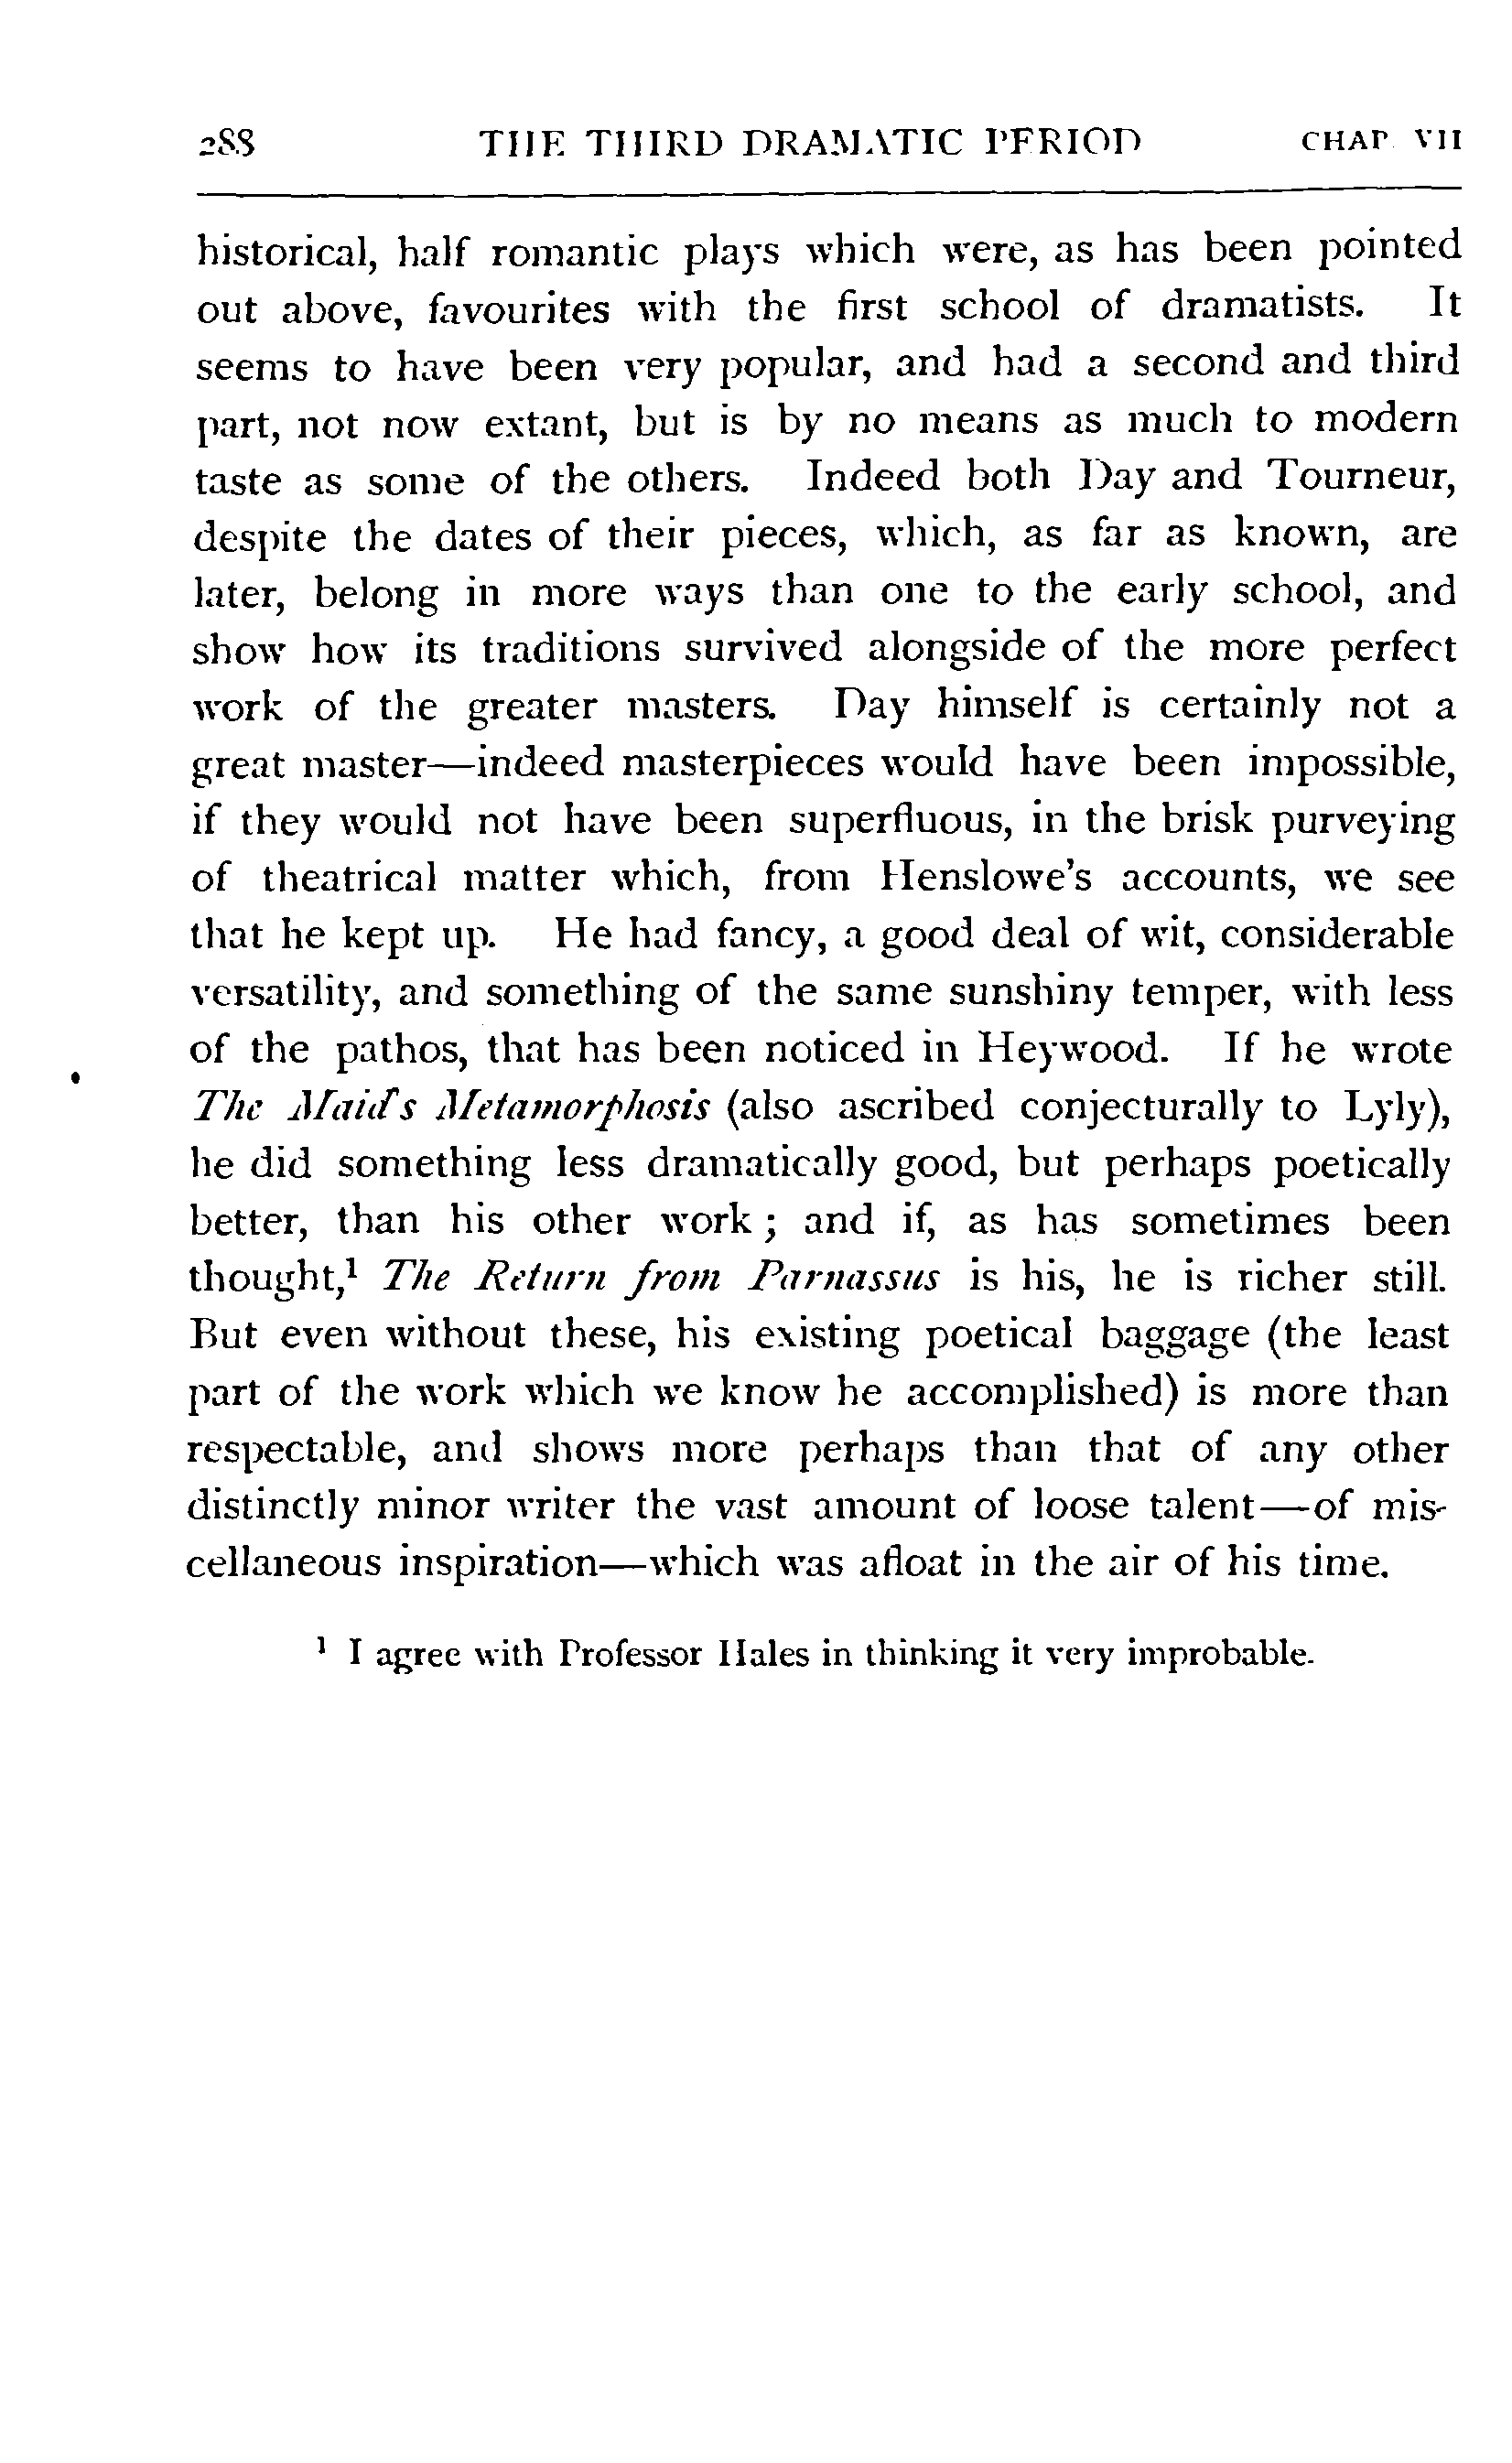 288 THE THIRD DRAMATIC PERIOD CHAP. VII
historical, half romantic plays which were, as has been pointed
out above, favourites with the first school of dramatists. It
seems to have been very popular, and had a second and third
part, not now extant, but is by no means as much to modern
taste as some of the others. Indeed both Day and Tourneur,
despite the dates of their pieces, which, as far as known, are
later, belong in more ways than one to the early school, and
show how its traditions survived alongside of the more perfect
work of the greater masters. Day himself is certainly not a
great master—indeed masterpieces would have been impossible,
if they would not have been superfluous, in the brisk purveying
of theatrical matter which, from Henslowe's accounts, we see
that he kept up. He had fancy, a good deal of wit, considerable
versatility, and something of the same sunshiny temper, with less
of the pathos, that has been noticed in Heywood. If he wrote
The Maid's Metamorphosis (also ascribed conjecturally to Lyly),
he did something less dramatically good, but perhaps poetically
better, than his other work; and if, as has sometimes been
thought,¹ The Return from Parnassus is his, he is richer still.
But even without these, his existing poetical baggage (the least
part of the work which we know he accomplished) is more than
respectable, and shows more perhaps than that of any other
distinctly minor writer the vast amount of loose talent—of mis-
cellaneous inspiration—which was afloat in the air of his time.
¹ I agree with Professor Hales in thinking it very improbable.